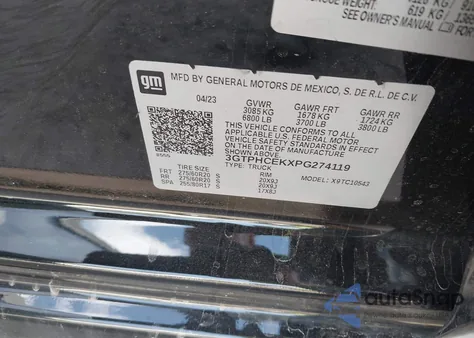 6.19 KG
SEE OWNER'S MANUAL
gm
MFD BY GENERAL MOTORS DE MEXICO, S. DE R.L. DE C.V.
04/23 GVWR GAWR FRT GAWR RR
3085 KG 1678 KG 1724 KG
6800 LB 3700 LB 3800 LB
THIS VEHICLE CONFORMS TO ALL
APPLICABLE U.S. FEDERAL MOTOR
VEHICLE SAFETY STANDARDS IN EFFECT ON
THE DATE OF MANUFACTURE SHOWN ABOVE.
3GTPHCEKXPG274119
TYPE: TRUCK MODEL: X9TC10543
TIRE SIZE RIM
FRT 275/60R20 S 20X9J
RR 275/60R20 S 20X9J
SPA 255/80R17 S 17X8J
autoSnap